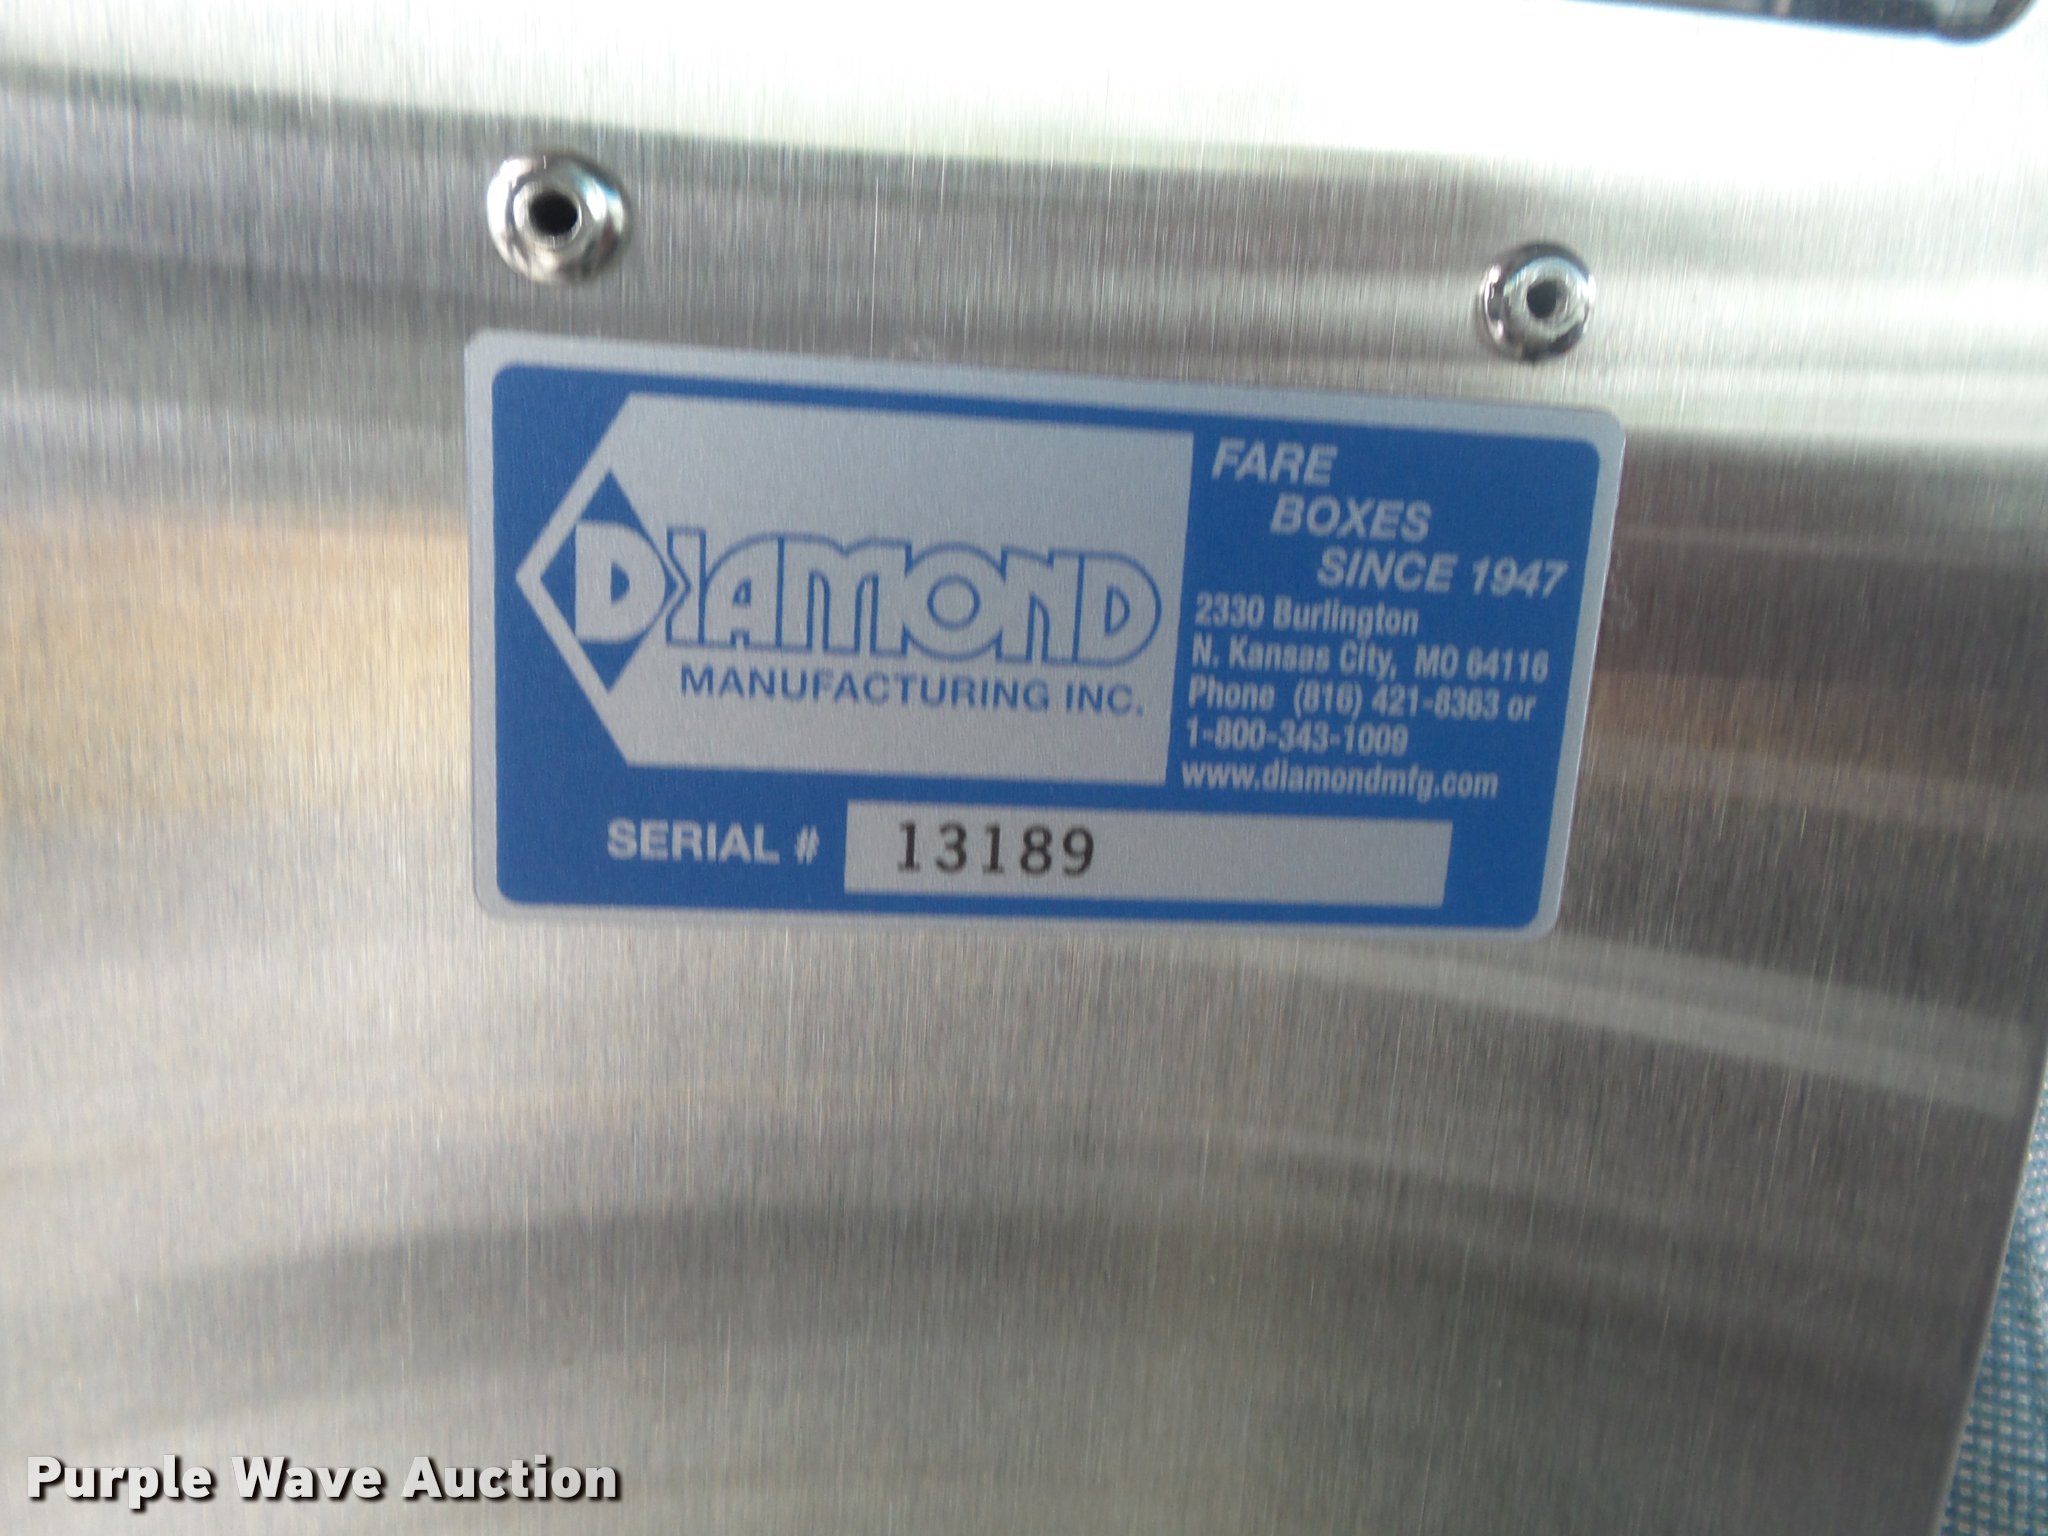 DIAMOND
MANUFACTURING INC.
FARE
BOXES
SINCE 1947
2330 Burlington
N. Kansas City, MO 64116
Phone (816) 421-8363 or
1-800-343-1009
www.diamondmfg.com
SERIAL # 13189
Purple Wave Auction